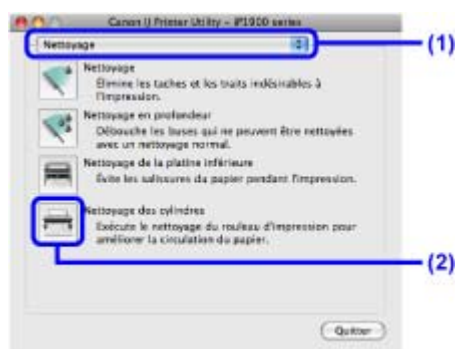 Canon IJ Printer Utility – iP1900 series
Nettoyage
(1)
Nettoyage
Élimine les taches et les traits indésirables à
l'impression.
Nettoyage en profondeur
Débouche les buses qui ne peuvent être nettoyées
avec un nettoyage normal.
Nettoyage de la platine inférieure
Évite les salissures du papier pendant l'impression.
Nettoyage des cylindres
Exécute le nettoyage du rouleau d'impression pour
améliorer la circulation du papier.
(2)
Quitter